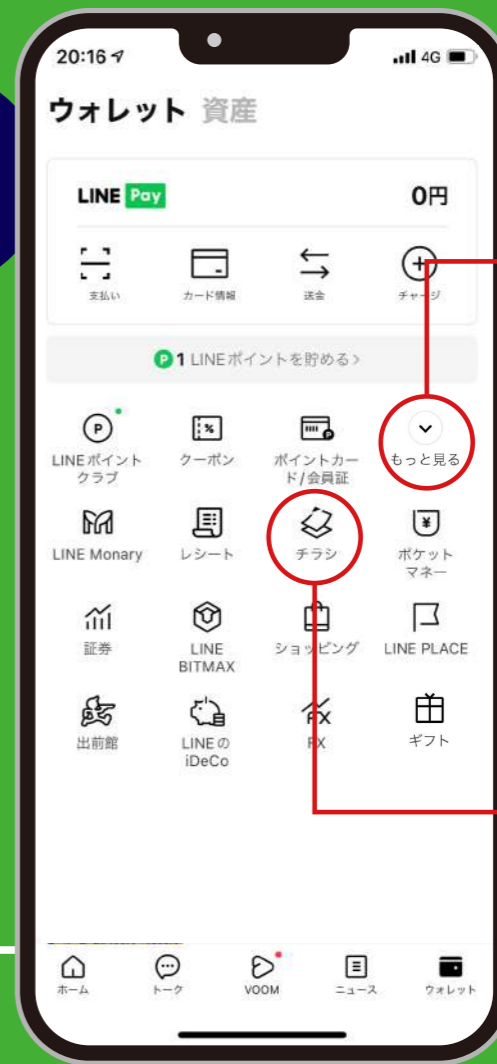 20:16
4G
ウォレット 資産
LINE Pay
0円
支払い
カード情報
送金
チャージ
P 1 LINEポイントを貯める >
LINEポイント
クラブ
クーポン
ポイントカー
ド/会員証
もっと見る
LINE Monary
レシート
チラシ
ポケット
マネー
証券
LINE
BITMAX
ショッピング
LINE PLACE
出前館
LINEの
iDeCo
FX
ギフト
ホーム
トーク
VOOM
ニュース
ウォレット